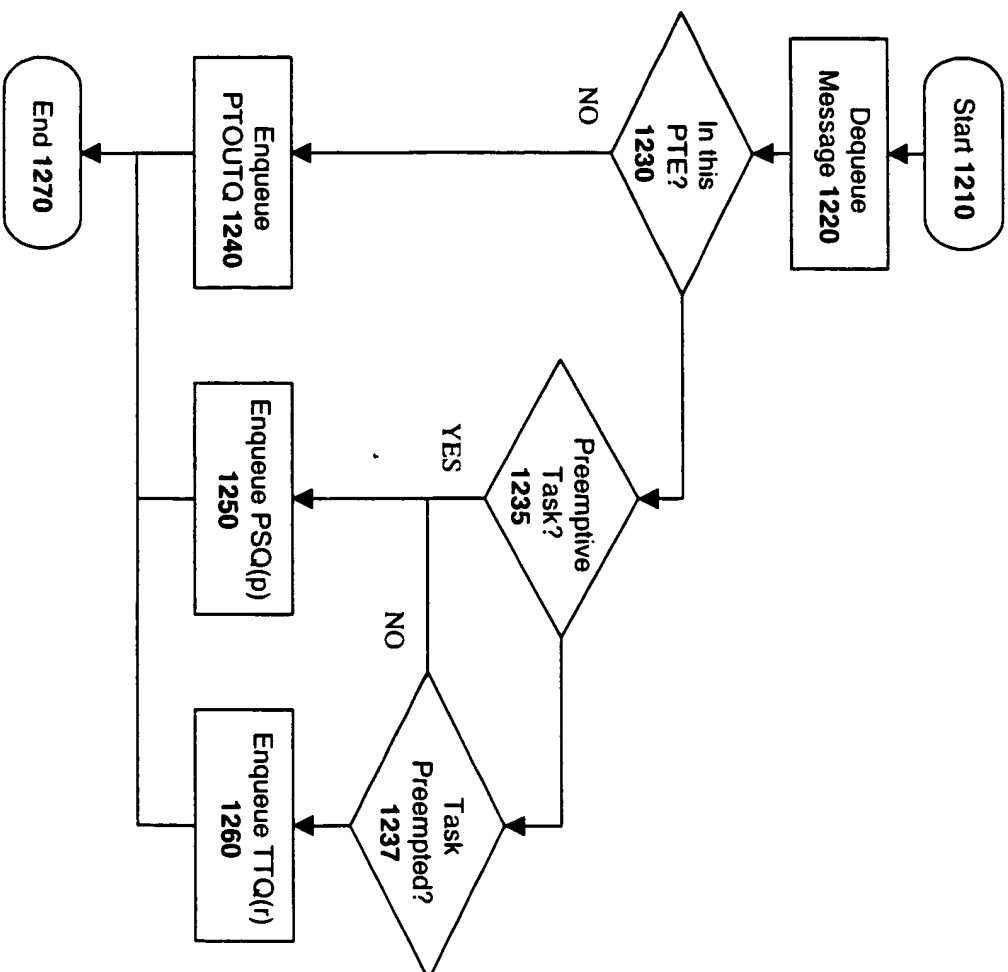 Start 1210
Dequeue
Message 1220
In this
PTE?
1230
NO
Preemptive
Task?
1235
YES
Task
Preempted?
1237
NO
Enqueue
PTOUTQ 1240
Enqueue PSQ(p)
1250
Enqueue TTQ(r)
1260
End 1270